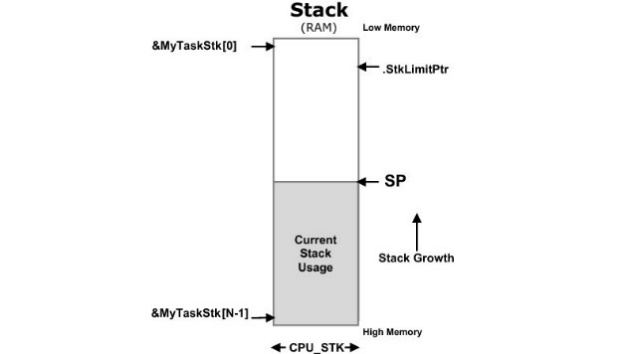 Stack
(RAM)
Low Memory
&MyTaskStk[0]
.StkLimitPtr
SP
Current
Stack
Usage
Stack Growth
&MyTaskStk[N-1]
High Memory
CPU_STK